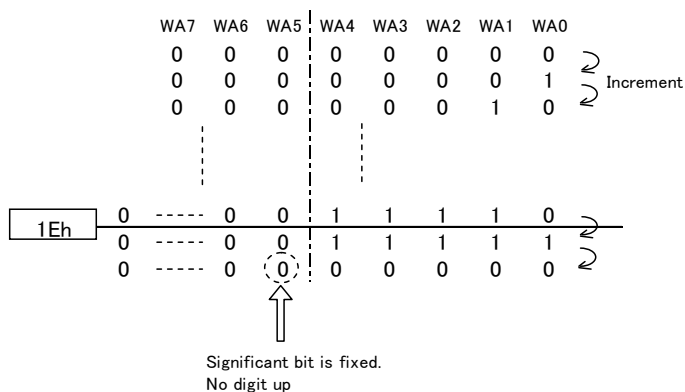 WA7 WA6 WA5 WA4 WA3 WA2 WA1 WA0
0 0 0 0 0 0 0 0
0 0 0 0 0 0 0 1
Increment
0 0 0 0 0 0 1 0
0 ----- 0 0 1 1 1 1 0
1Eh
0 ----- 0 0 1 1 1 1 1
0 ----- 0 0 0 0 0 0 0
Significant bit is fixed.
No digit up